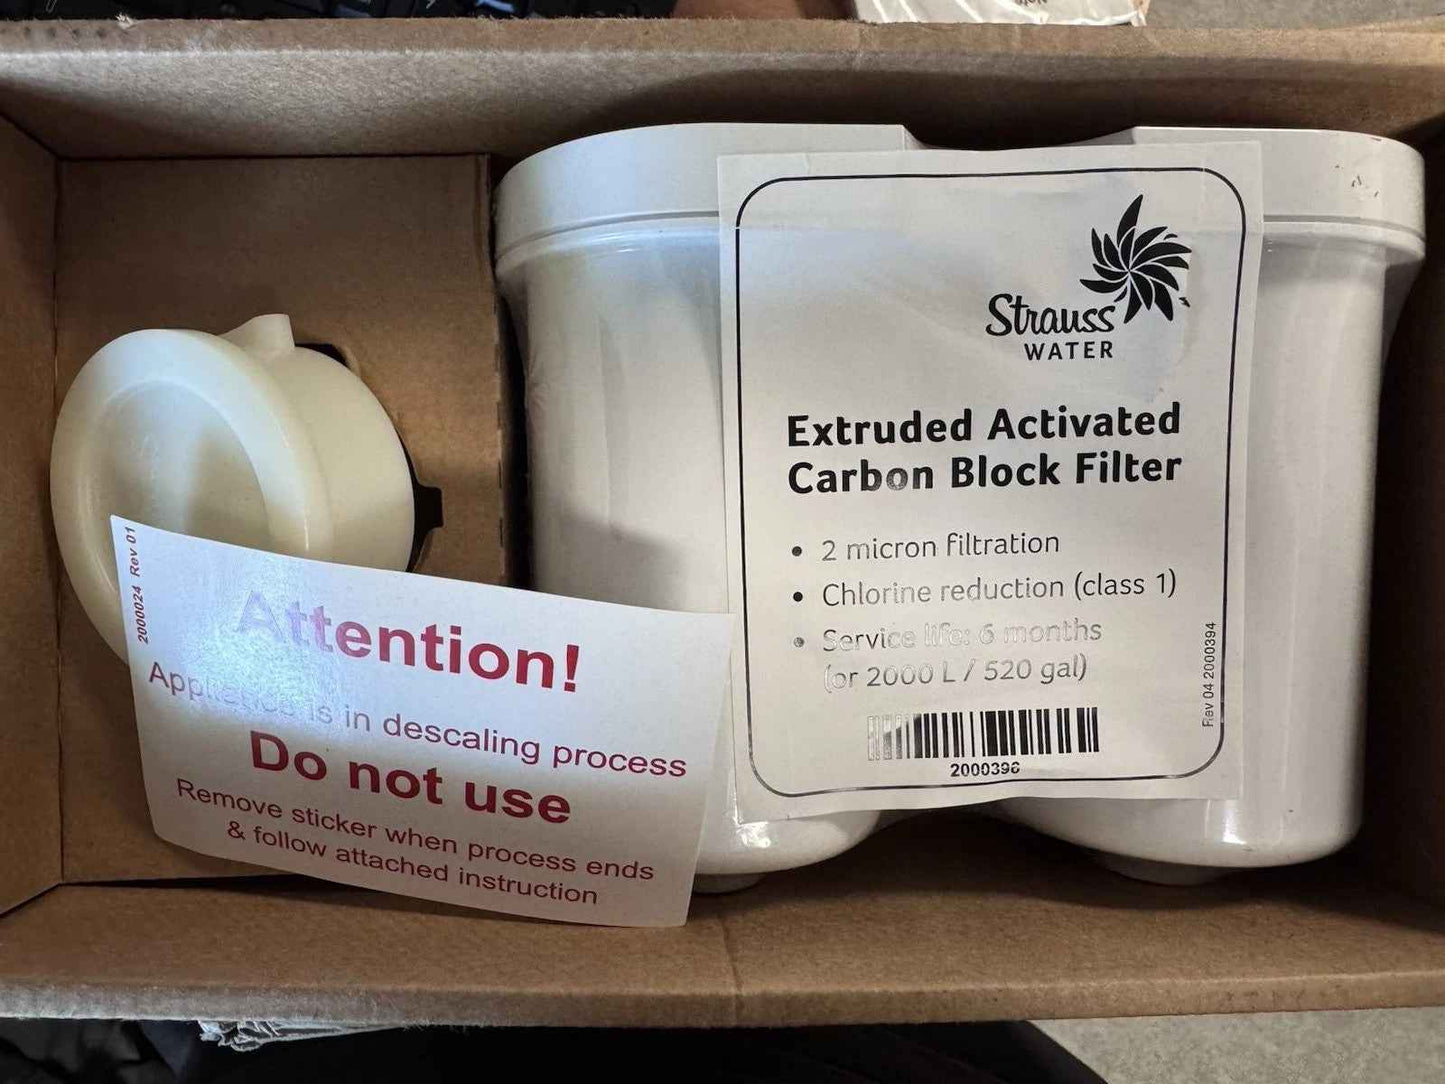 Strauss
WATER
Extruded Activated
Carbon Block Filter
• 2 micron filtration
• Chlorine reduction (class 1)
• Service life: 6 months
(or 2000 L / 520 gal)
2000396
Rev 04 2000394
2000024 Rev 01
Attention!
Appliance is in descaling process
Do not use
Remove sticker when process ends
& follow attached instruction